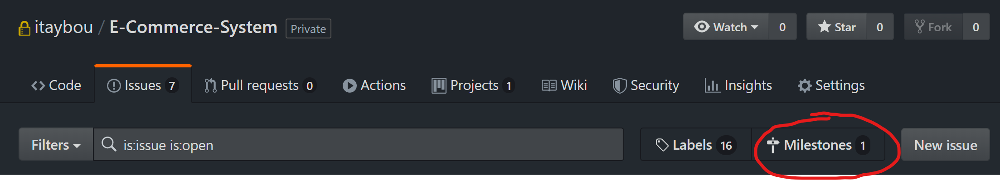 itaybou / E-Commerce-System Private Watch 0 Star 0 Fork 0
Code Issues 7 Pull requests 0 Actions Projects 1 Wiki Security Insights Settings
Filters is:issue is:open Labels 16 Milestones 1 New issue